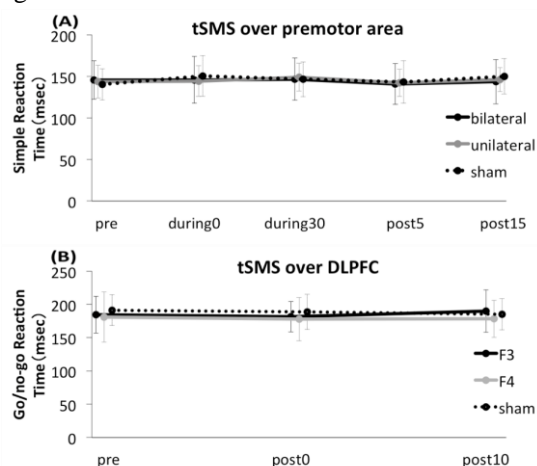 (A)
tSMS over premotor area
Simple Reaction
Time (msec)
200
150
100
50
0
bilateral
unilateral
sham
pre during0 during30 post5 post15
(B)
tSMS over DLPFC
Go/no-go Reaction
Time (msec)
250
200
150
100
50
0
F3
F4
sham
pre post0 post10